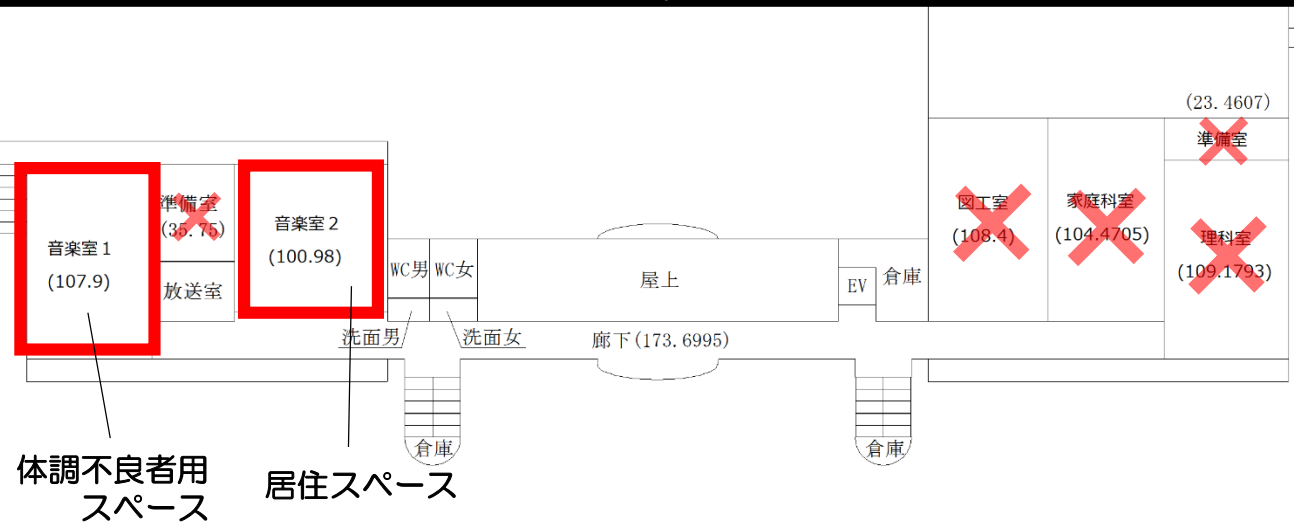 (23.4607)
準備室
準備室
(35.75)
音楽室2
(100.98)
図工室
(108.4)
家庭科室
(104.4705)
理科室
(109.1793)
音楽室1
(107.9)
放送室
WC男
WC女
屋上
EV
倉庫
洗面男
洗面女
廊下(173.6995)
倉庫
倉庫
体調不良者用
スペース
居住スペース